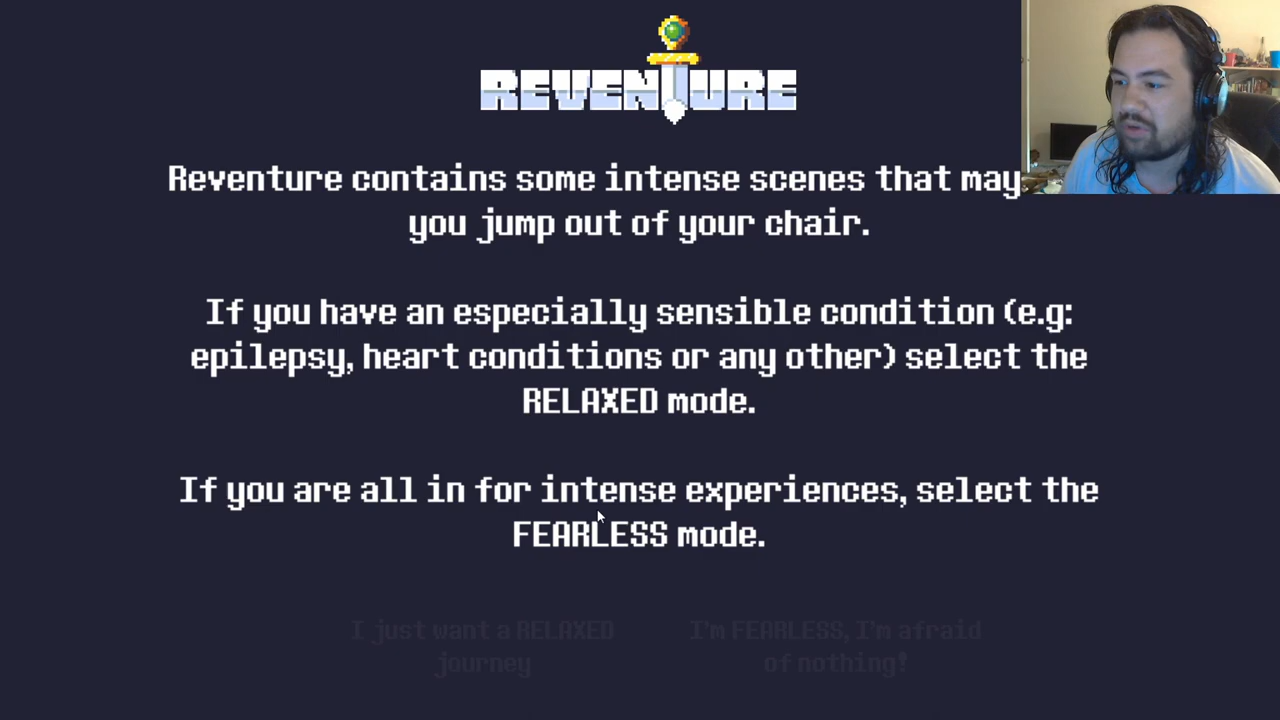 REVENTURE
Reventure contains some intense scenes that may
you jump out of your chair.
If you have an especially sensible condition (e.g:
epilepsy, heart conditions or any other) select the
RELAXED mode.
If you are all in for intense experiences, select the
FEARLESS mode.
I just want a RELAXED
journey
I'm FEARLESS, I'm afraid
of nothing!